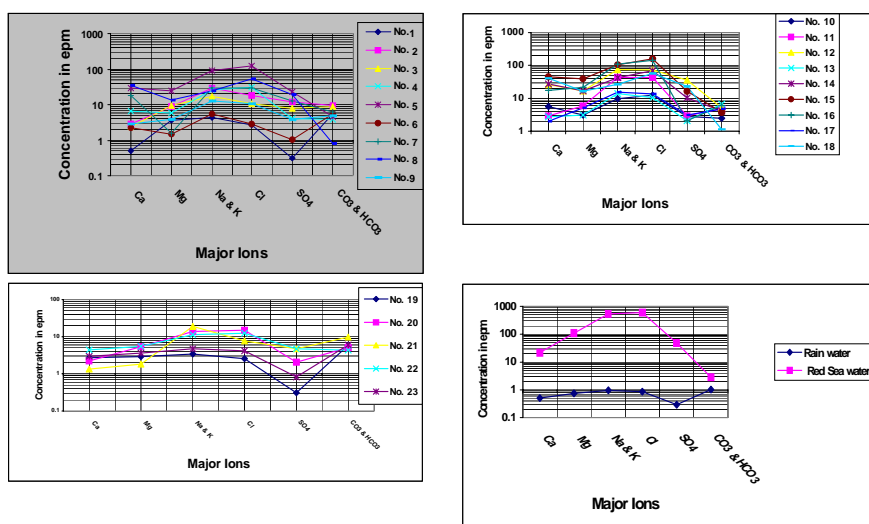 1000
100
10
1
0.1
Concentration in epm
Ca
Mg
Na & K
Cl
SO4
CO3 & HCO3
Major Ions
No.1
No. 2
No. 3
No. 4
No. 5
No. 6
No. 7
No. 8
No.9
1000
100
10
1
Concentration in epm
Ca
Mg
Na & K
Cl
SO4
CO3 & HCO3
Major Ions
No. 10
No. 11
No. 12
No. 13
No. 14
No. 15
No. 16
No. 17
No. 18
100
10
1
0.1
Concentration in epm
Ca
Mg
Na & K
Cl
SO4
CO3 & HCO3
Major Ions
No. 19
No. 20
No. 21
No. 22
No. 23
1000
100
10
1
0.1
Concentration in epm
Ca
Mg
Na & K
Cl
SO4
CO3 & HCO3
Major Ions
Rain water
Red Sea water